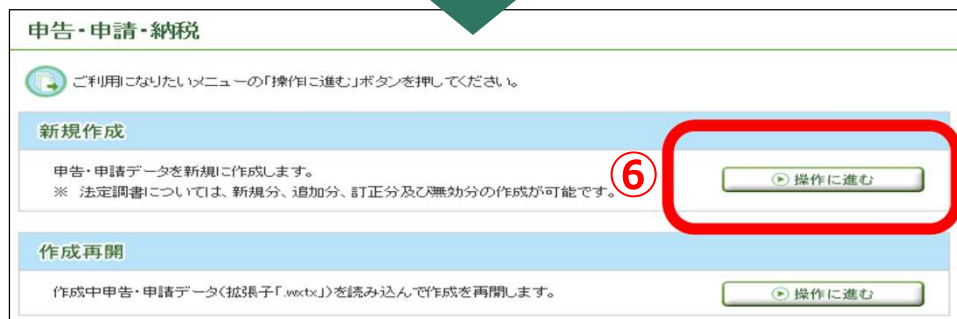 申告・申請・納税
ご利用になりたいメニューの「操作に進む」ボタンを押してください。
新規作成
申告・申請データを新規に作成します。
※ 法定調書については、新規分、追加分、訂正分及び無効分の作成が可能です。
⑥
操作に進む
作成再開
作成中申告・申請データ(拡張子「.wxtx」)を読み込んで作成を再開します。
操作に進む